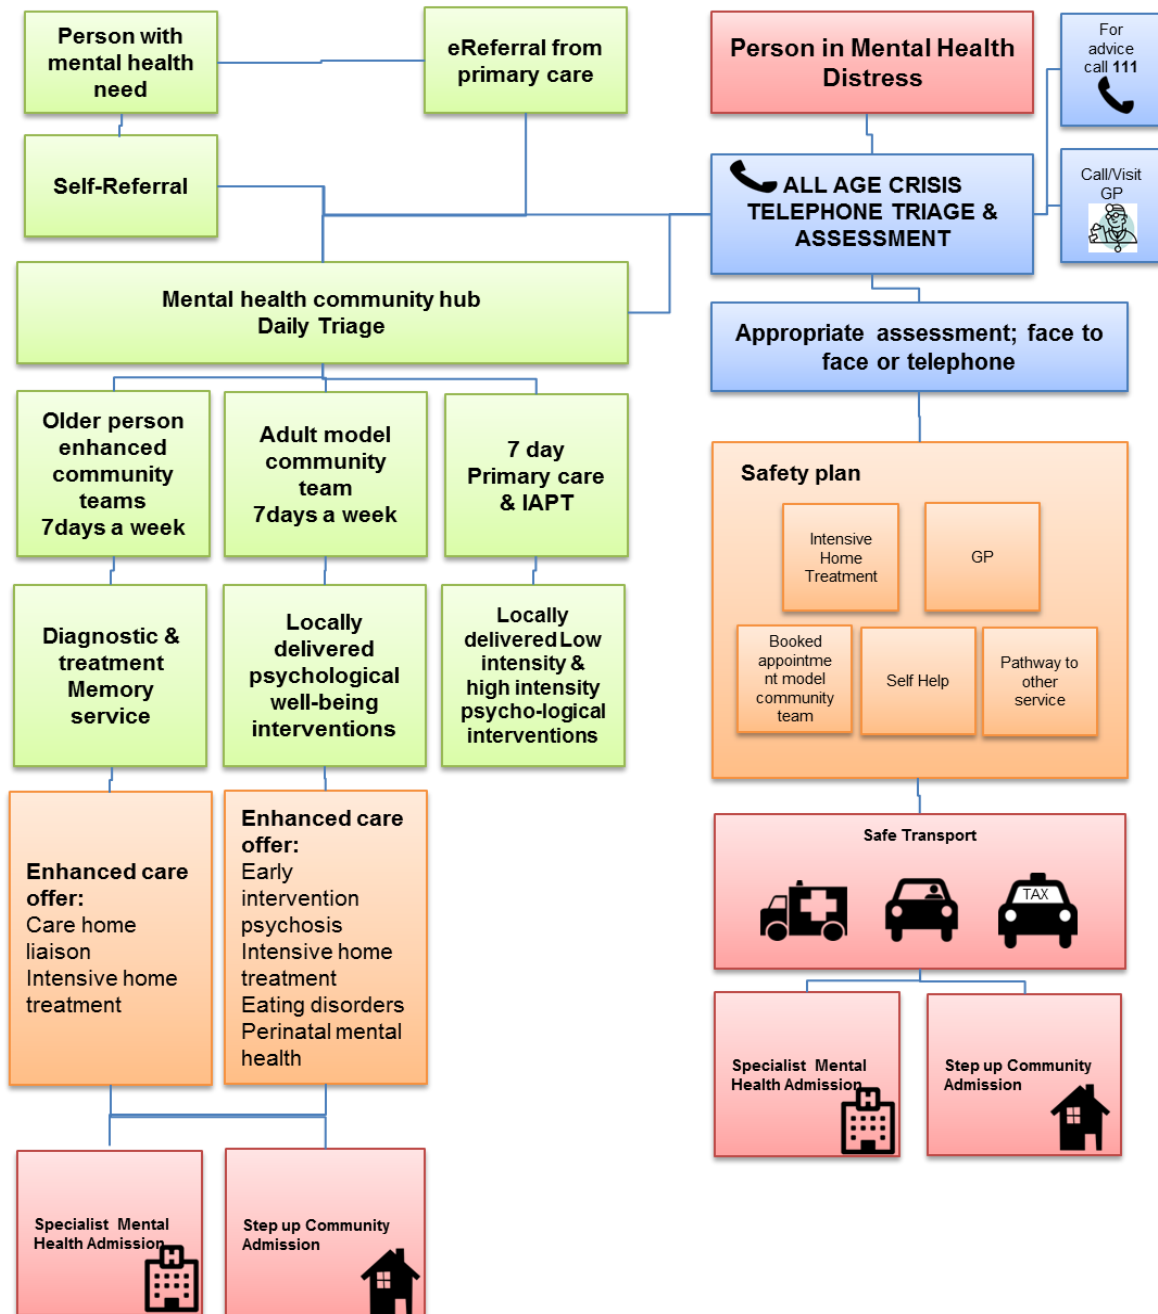 Person with
mental health
need
eReferral from
primary care
Person in Mental Health
Distress
For
advice
call 111
Self-Referral
ALL AGE CRISIS
TELEPHONE TRIAGE &
ASSESSMENT
Call/Visit
GP
Mental health community hub
Daily Triage
Appropriate assessment; face to
face or telephone
Older person
enhanced
community
teams
7days a week
Adult model
community
team
7days a week
7 day
Primary care
& IAPT
Safety plan
Intensive
Home
Treatment
GP
Booked
appointme
nt model
community
team
Self Help
Pathway to
other
service
Diagnostic &
treatment
Memory
service
Locally
delivered
psychological
well-being
interventions
Locally
delivered Low
intensity &
high intensity
psycho-logical
interventions
Enhanced care
offer:
Care home
liaison
Intensive home
treatment
Enhanced care
offer:
Early
intervention
psychosis
Intensive home
treatment
Eating disorders
Perinatal mental
health
Safe Transport
TAX
Specialist Mental
Health Admission
H
Step up Community
Admission
Specialist Mental
Health Admission
H
Step up Community
Admission